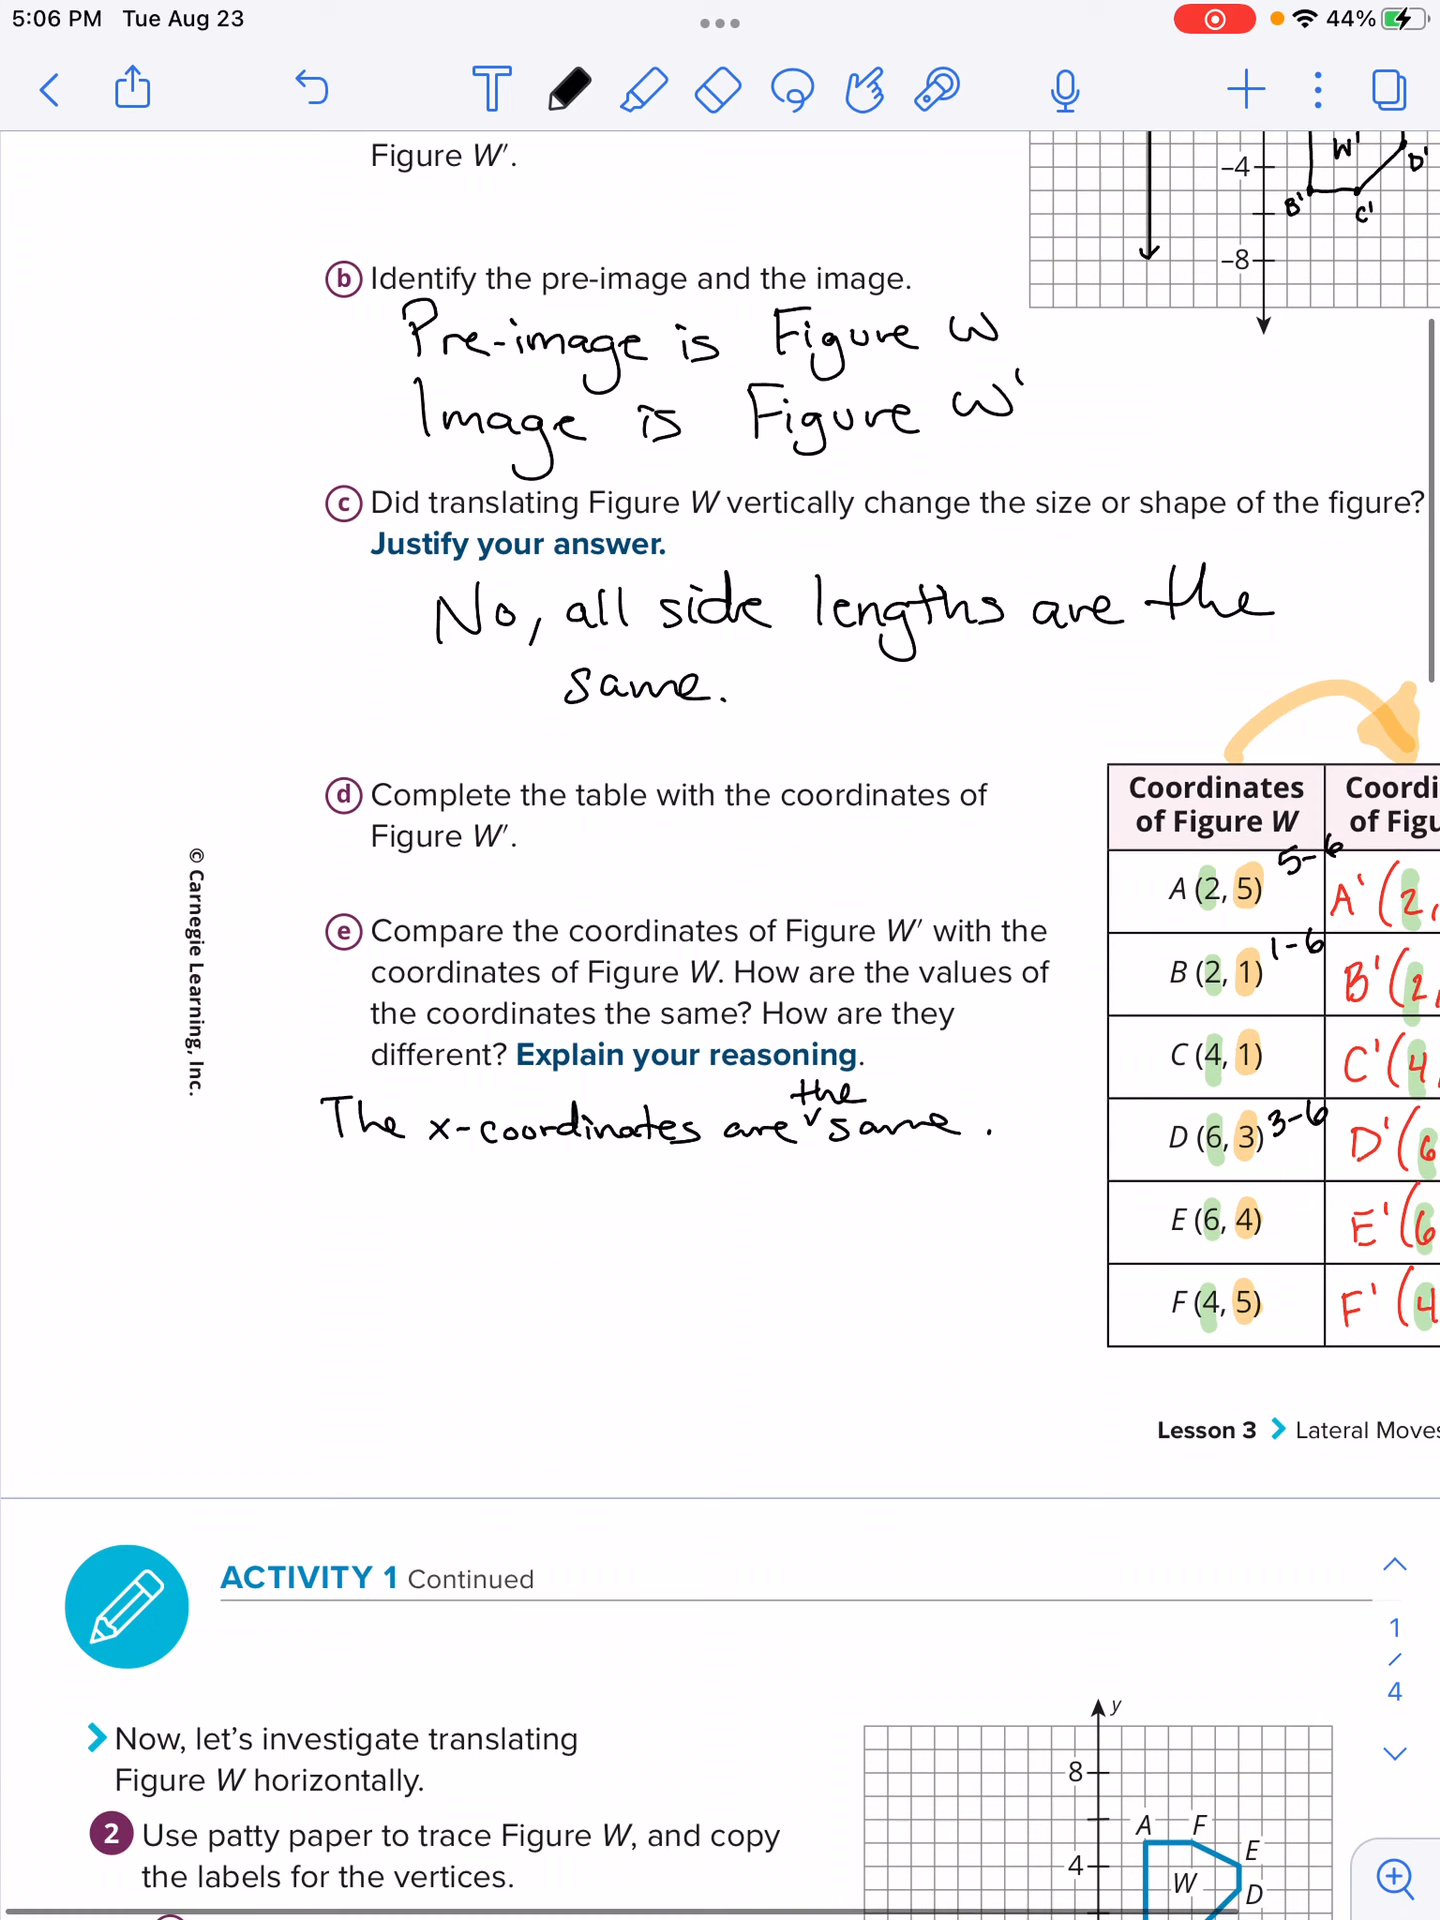 5:06 PM Tue Aug 23
44%
Figure W′.
–4
W'
D'
B'
C'
–8
b Identify the pre-image and the image.
Pre-image is Figure W
Image is Figure W'
c Did translating Figure W vertically change the size or shape of the figure?
Justify your answer.
No, all side lengths are the
same.
d Complete the table with the coordinates of
Figure W′.
e Compare the coordinates of Figure W′ with the
coordinates of Figure W. How are the values of
the coordinates the same? How are they
different? Explain your reasoning.
the
The x-coordinates are same.
© Carnegie Learning, Inc.
Coordinates Coordi
of Figure W of Figu
5-6
A (2, 5) A' (2,
1-6
B (2, 1) B' (2,
C (4, 1) C' (4,
D (6, 3) 3-6 D' (6
E (6, 4) E' (6
F (4, 5) F' (4
Lesson 3 > Lateral Moves
ACTIVITY 1 Continued
1
/
4
> Now, let's investigate translating
Figure W horizontally.
2 Use patty paper to trace Figure W, and copy
the labels for the vertices.
y
8
A F
E
4
W
D